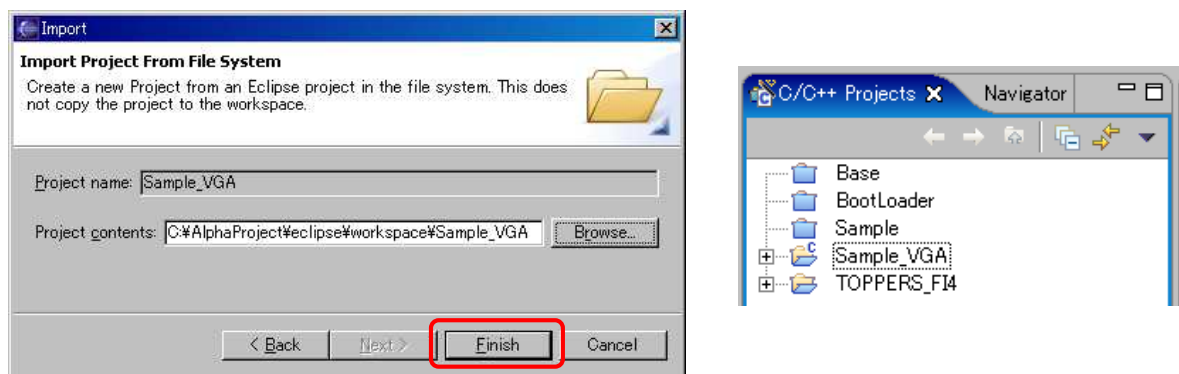 Import
Import Project From File System
Create a new Project from an Eclipse project in the file system. This does
not copy the project to the workspace.
Project name: Sample_VGA
Project contents: C:¥AlphaProject¥eclipse¥workspace¥Sample_VGA Browse...
< Back Next > Finish Cancel
C/C++ Projects Navigator
Base
BootLoader
Sample
Sample_VGA
TOPPERS_FI4